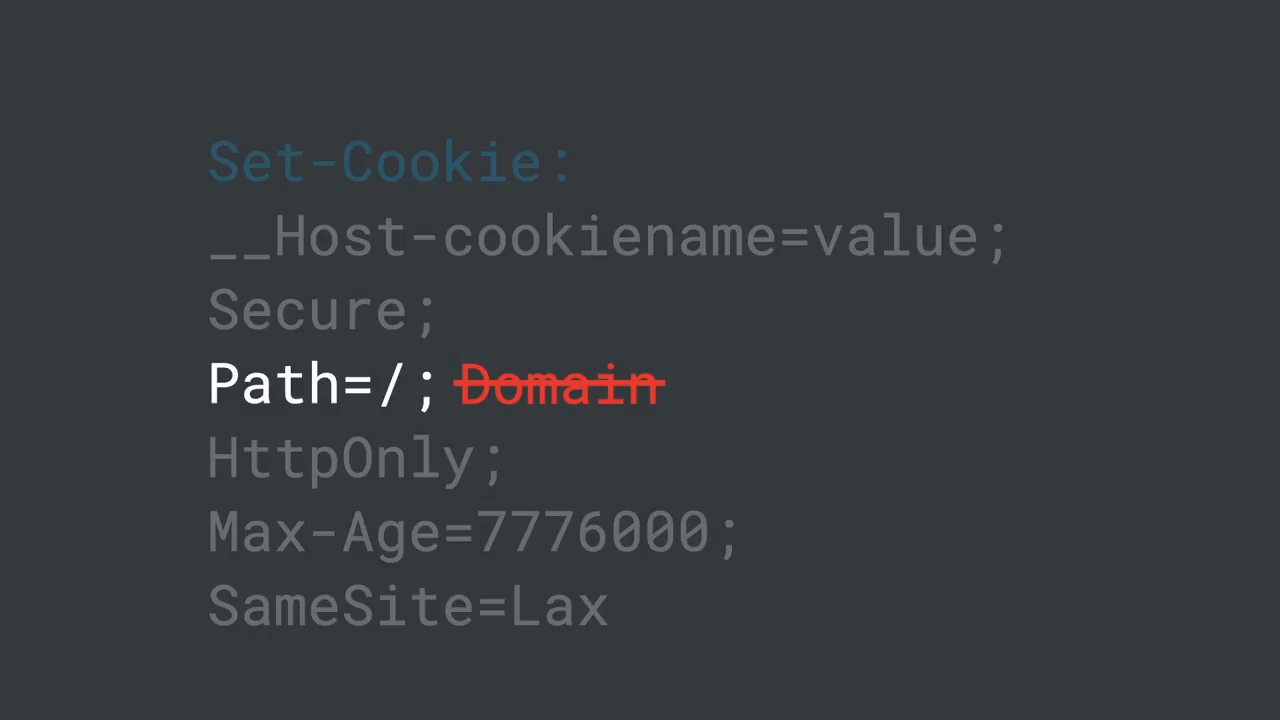 Set-Cookie:
__Host-cookiename=value;
Secure;
Path=/; Domain
HttpOnly;
Max-Age=7776000;
SameSite=Lax